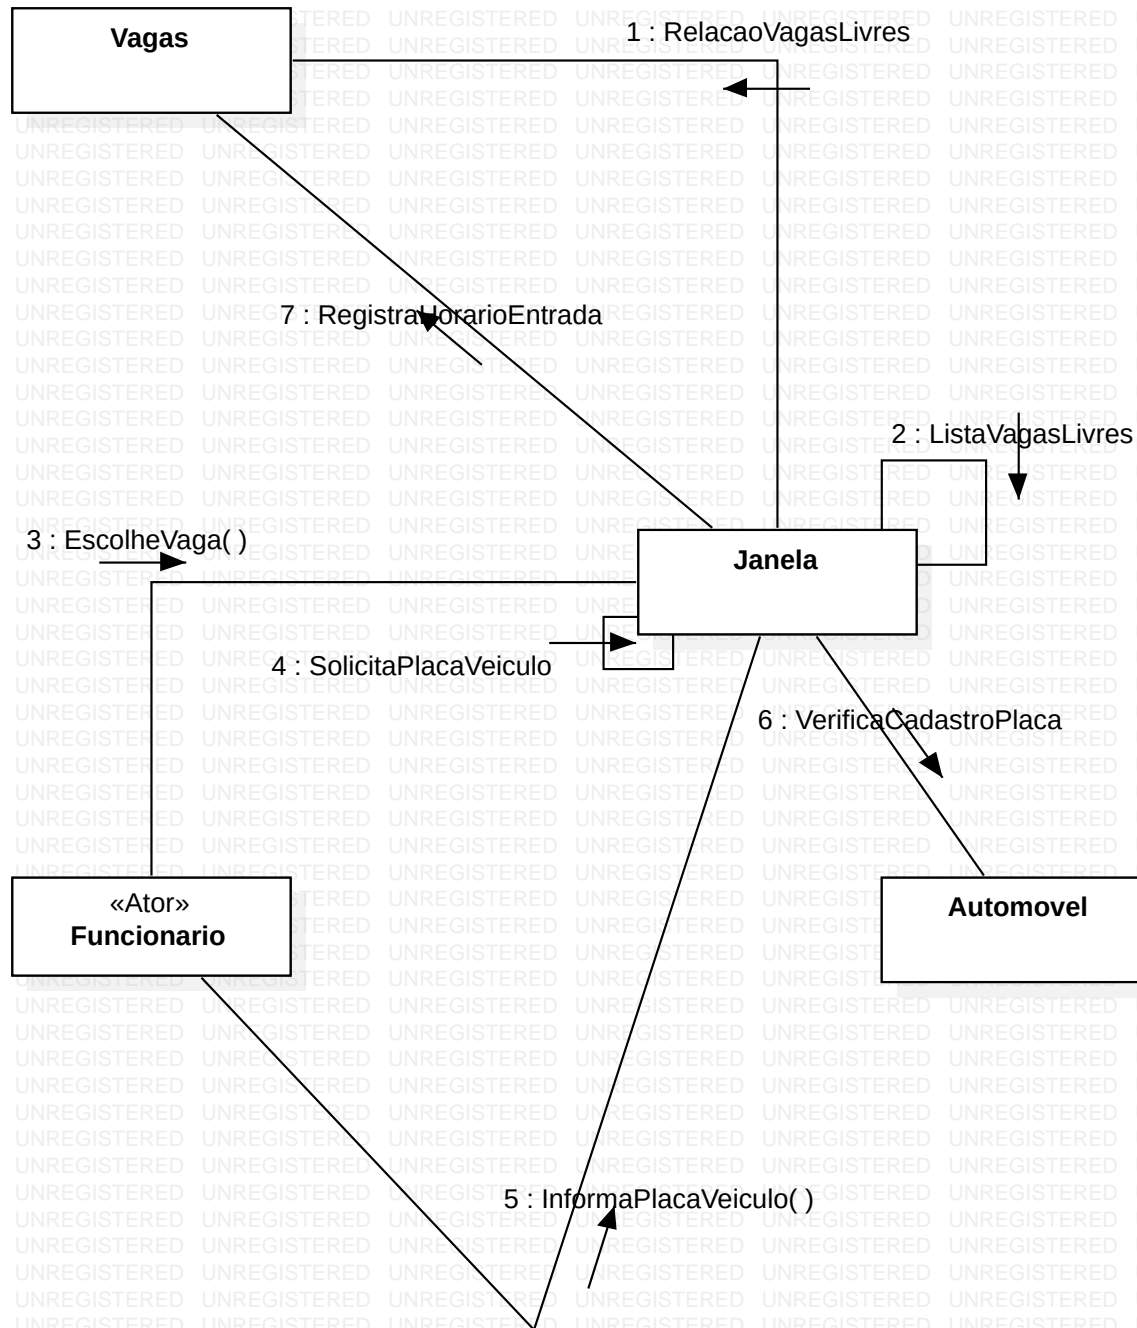 Vagas
1 : RelacaoVagasLivres
7 : RegistraHorarioEntrada
2 : ListaVagasLivres
3 : EscolheVaga( )
Janela
4 : SolicitaPlacaVeiculo
6 : VerificaCadastroPlaca
«Ator»
Funcionario
Automovel
5 : InformaPlacaVeiculo( )
UNREGISTERED